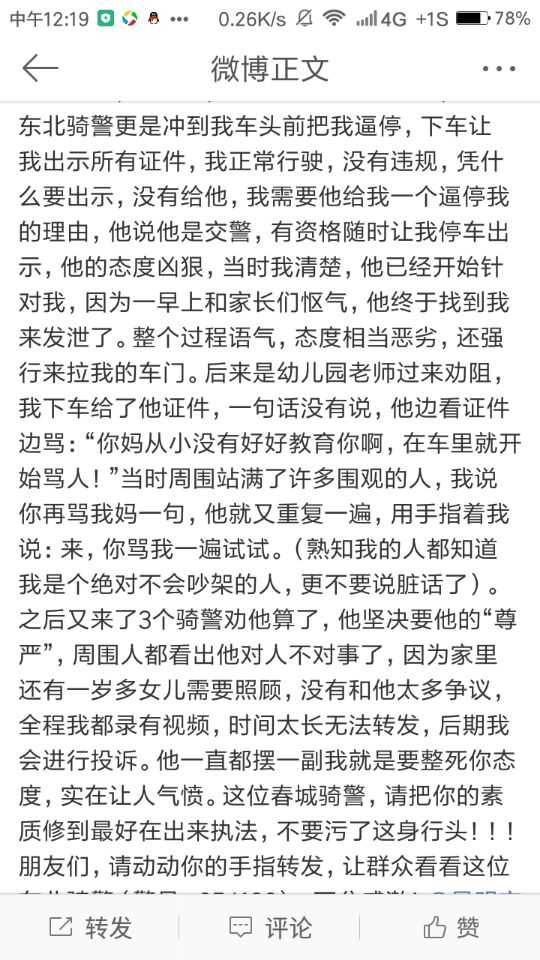 中午12:19 ••• 0.26K/s 4G +1S 78%
微博正文
东北骑警更是冲到我车头前把我逼停，下车让
我出示所有证件，我正常行驶，没有违规，凭什
么要出示，没有给他，我需要他给我一个逼停我
的理由，他说他是交警，有资格随时让我停车出
示，他的态度凶狠，当时我清楚，他已经开始针
对我，因为一早上和家长们怄气，他终于找到我
来发泄了。整个过程语气，态度相当恶劣，还强
行来拉我的车门。后来是幼儿园老师过来劝阻，
我下车给了他证件，一句话没有说，他边看证件
边骂：“你妈从小没有好好教育你啊，在车里就开
始骂人！”当时周围站满了许多围观的人，我说
你再骂我妈一句，他就又重复一遍，用手指着我
说：来，你骂我一遍试试。（熟知我的人都知道
我是个绝对不会吵架的人，更不要说脏话了）。
之后又来了3个骑警劝他算了，他坚决要他的“尊
严”，周围人都看出他对人不对事了，因为家里
还有一岁多女儿需要照顾，没有和他太多争议，
全程我都录有视频，时间太长无法转发，后期我
会进行投诉。他一直都摆一副我就是要整死你态
度，实在让人气愤。这位春城骑警，请把你的素
质修到最好在出来执法，不要污了这身行头！！！
朋友们，请动动你的手指转发，让群众看看这位
转发 评论 赞